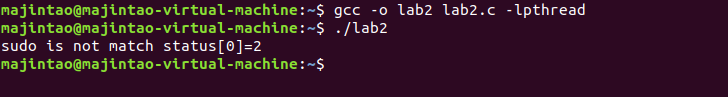 majintao@majintao-virtual-machine:~$ gcc -o lab2 lab2.c -lpthread
majintao@majintao-virtual-machine:~$ ./lab2
sudo is not match status[0]=2
majintao@majintao-virtual-machine:~$